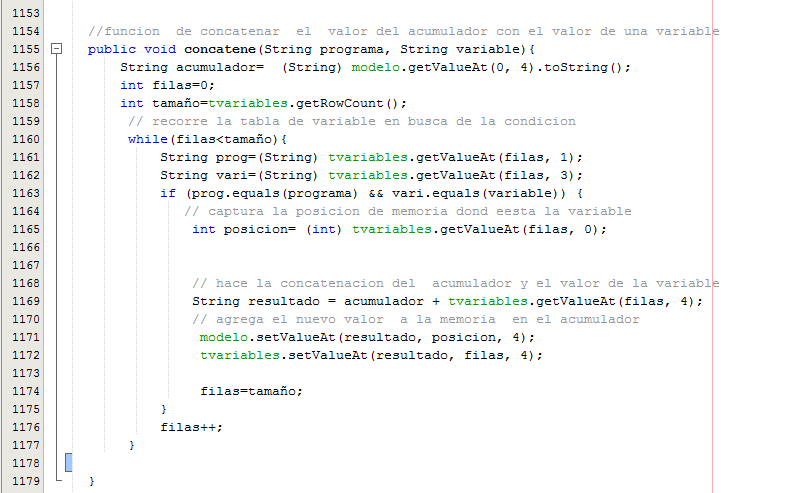 1153
1154 //funcion  de concatenar  el  valor del acumulador con el valor de una variable
1155 public void concatene(String programa, String variable){
1156 String acumulador=  (String) modelo.getValueAt(0, 4).toString();
1157 int filas=0;
1158 int tamaño=tvariables.getRowCount();
1159 // recorre la tabla de variable en busca de la condicion
1160 while(filas<tamaño){
1161 String prog=(String) tvariables.getValueAt(filas, 1);
1162 String vari=(String) tvariables.getValueAt(filas, 3);
1163 if (prog.equals(programa) && vari.equals(variable)) {
1164 // captura la posicion de memoria dond eesta la variable
1165 int posicion= (int) tvariables.getValueAt(filas, 0);
1166
1167
1168 // hace la concatenacion del  acumulador y el valor de la variable
1169 String resultado = acumulador + tvariables.getValueAt(filas, 4);
1170 // agrega el nuevo valor  a la memoria  en el acumulador
1171 modelo.setValueAt(resultado, posicion, 4);
1172 tvariables.setValueAt(resultado, filas, 4);
1173
1174 filas=tamaño;
1175 }
1176 filas++;
1177 }
1178
1179 }